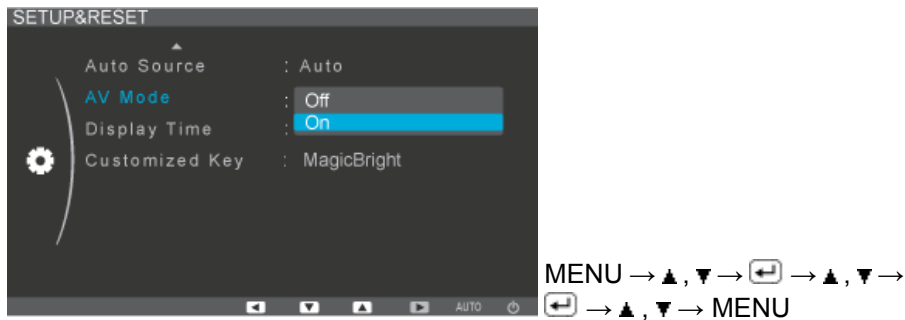 SETUP&RESET
Auto Source : Auto
AV Mode : Off
On
Display Time :
Customized Key : MagicBright
AUTO
MENU → ▲ , ▼ → ↵ → ▲ , ▼ →
↵ → ▲ , ▼ → MENU